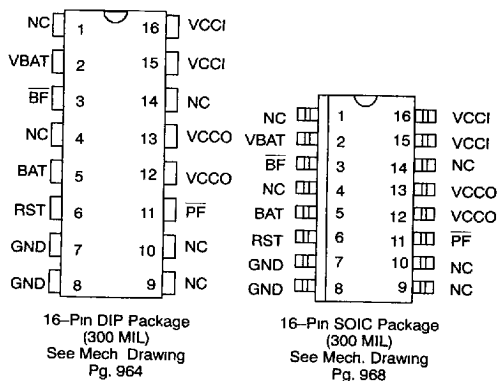 NC 1 16 VCCI
VBAT 2 15 VCCI
BF 3 14 NC
NC 4 13 VCCO
BAT 5 12 VCCO
RST 6 11 PF
GND 7 10 NC
GND 8 9 NC
16-Pin DIP Package
(300 MIL)
See Mech Drawing
Pg. 964
NC 1 16 VCCI
VBAT 2 15 VCCI
BF 3 14 NC
NC 4 13 VCCO
BAT 5 12 VCCO
RST 6 11 PF
GND 7 10 NC
GND 8 9 NC
16-Pin SOIC Package
(300 MIL)
See Mech. Drawing
Pg. 968